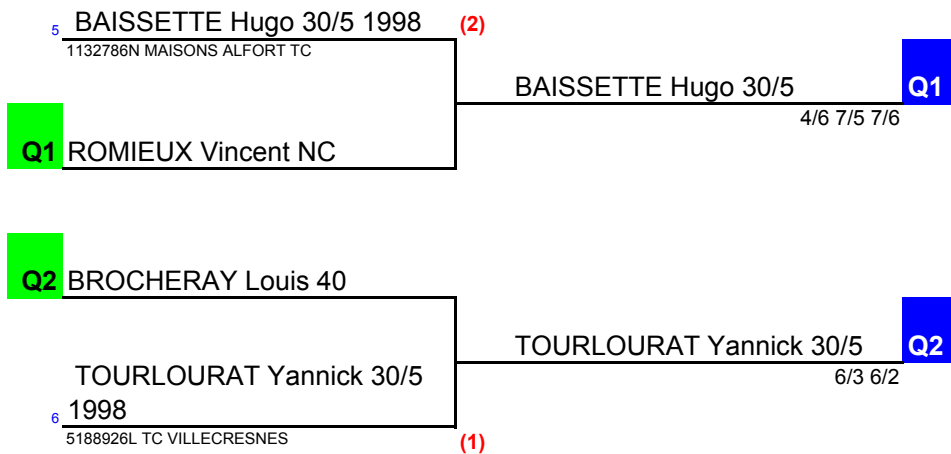 5 BAISSETTE Hugo 30/5 1998 (2)
1132786N MAISONS ALFORT TC
BAISSETTE Hugo 30/5 Q1
4/6 7/5 7/6
Q1 ROMIEUX Vincent NC
Q2 BROCHERAY Louis 40
TOURLOURAT Yannick 30/5 Q2
6/3 6/2
TOURLOURAT Yannick 30/5
6 1998
5188926L TC VILLECRESNES (1)